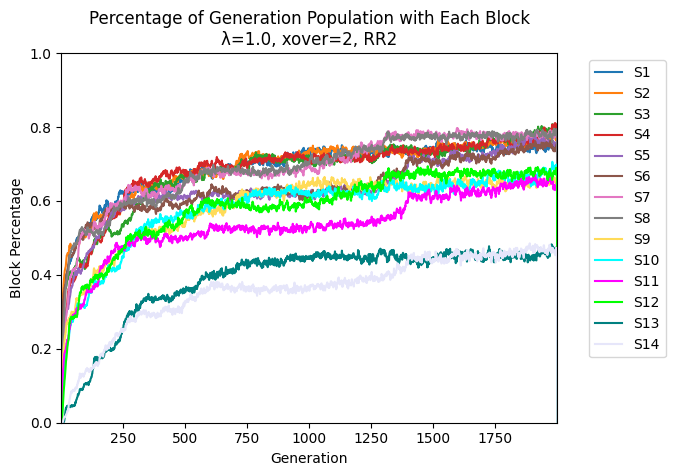 Percentage of Generation Population with Each Block
λ=1.0, xover=2, RR2
1.0
0.8
0.6
0.4
0.2
0.0
Block Percentage
250
500
750
1000
1250
1500
1750
Generation
S1
S2
S3
S4
S5
S6
S7
S8
S9
S10
S11
S12
S13
S14